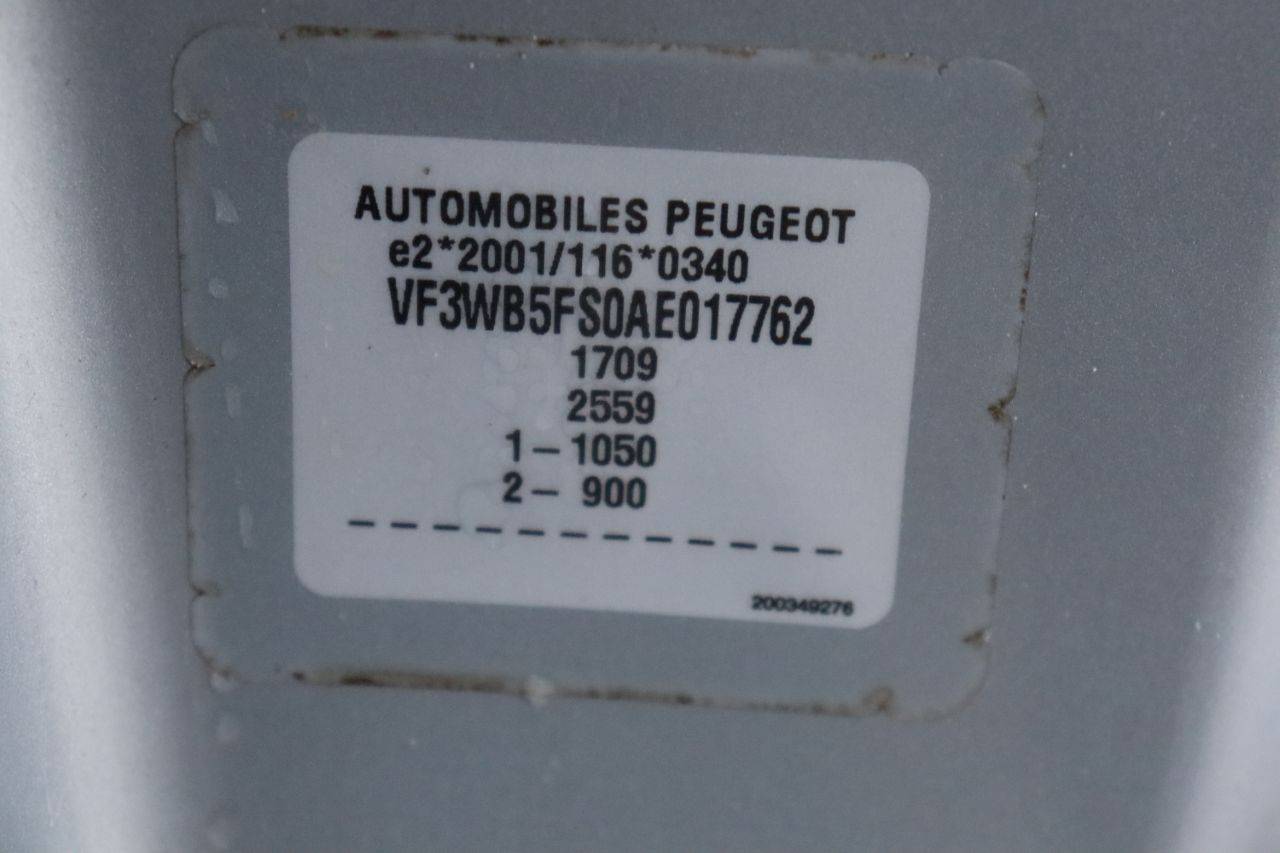 AUTOMOBILES PEUGEOT
e2*2001/116*0340
VF3WB5FS0AE017762
1709
2559
1 – 1050
2 – 900
– – – – – – – – – – – –
200349276